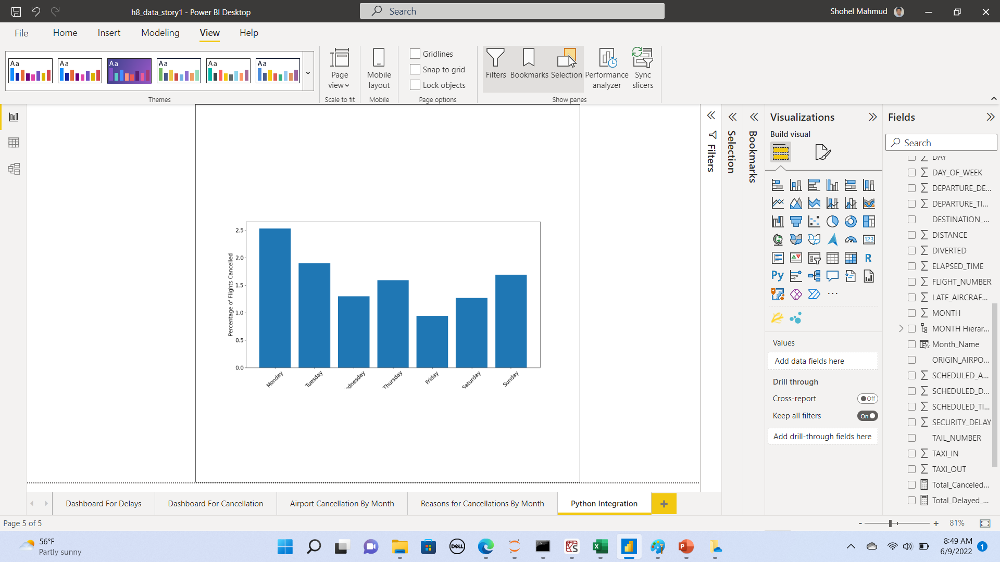 h8_data_story1 - Power BI Desktop
Search
Shohel Mahmud
File
Home
Insert
Modeling
View
Help
Aa
Aa
Aa
Aa
Aa
Aa
Themes
Page
view
Scale to fit
Mobile
layout
Mobile
Gridlines
Snap to grid
Lock objects
Page options
Filters
Bookmarks
Selection
Performance
analyzer
Sync
slicers
Show panes
2.5
2.0
1.5
1.0
0.5
0.0
Percentage of Flights Cancelled
Monday
Tuesday
ednesday
Thursday
Friday
Saturday
Sunday
Filters
Selection
Bookmarks
Visualizations
Build visual
123
R
Py
...
Values
Add data fields here
Drill through
Cross-report
Off
Keep all filters
On
Add drill-through fields here
Fields
Search
DAY
DAY_OF_WEEK
DEPARTURE_DE...
DEPARTURE_TI...
DESTINATION_...
DISTANCE
DIVERTED
ELAPSED_TIME
FLIGHT_NUMBER
LATE_AIRCRAF...
MONTH
MONTH Hierar...
Month_Name
ORIGIN_AIRPO...
SCHEDULED_A...
SCHEDULED_D...
SCHEDULED_TI...
SECURITY_DELAY
TAIL_NUMBER
TAXI_IN
TAXI_OUT
Total_Canceled...
Total_Delayed_...
Dashboard For Delays
Dashboard For Cancellation
Airport Cancellation By Month
Reasons for Cancellations By Month
Python Integration
Page 5 of 5
81%
56°F
Partly sunny
DELL
8:49 AM
6/9/2022
1